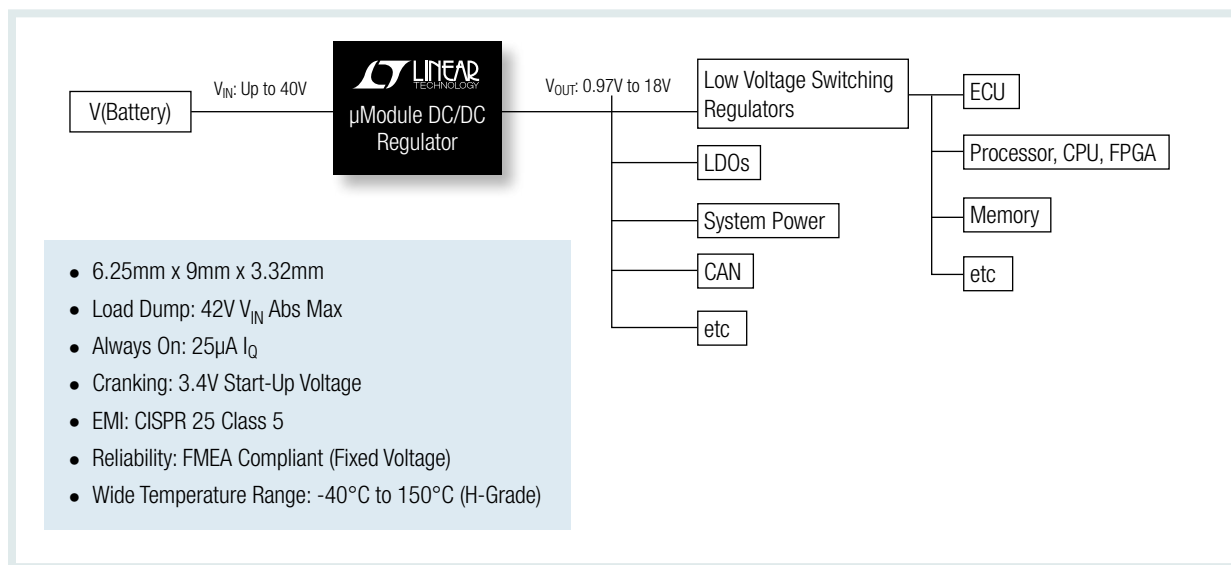 V(Battery)
V_IN: Up to 40V
LT LINEAR
TECHNOLOGY
µModule DC/DC
Regulator
V_OUT: 0.97V to 18V
Low Voltage Switching
Regulators
LDOs
System Power
CAN
etc
ECU
Processor, CPU, FPGA
Memory
etc
• 6.25mm x 9mm x 3.32mm
• Load Dump: 42V V_IN Abs Max
• Always On: 25µA I_Q
• Cranking: 3.4V Start-Up Voltage
• EMI: CISPR 25 Class 5
• Reliability: FMEA Compliant (Fixed Voltage)
• Wide Temperature Range: -40°C to 150°C (H-Grade)